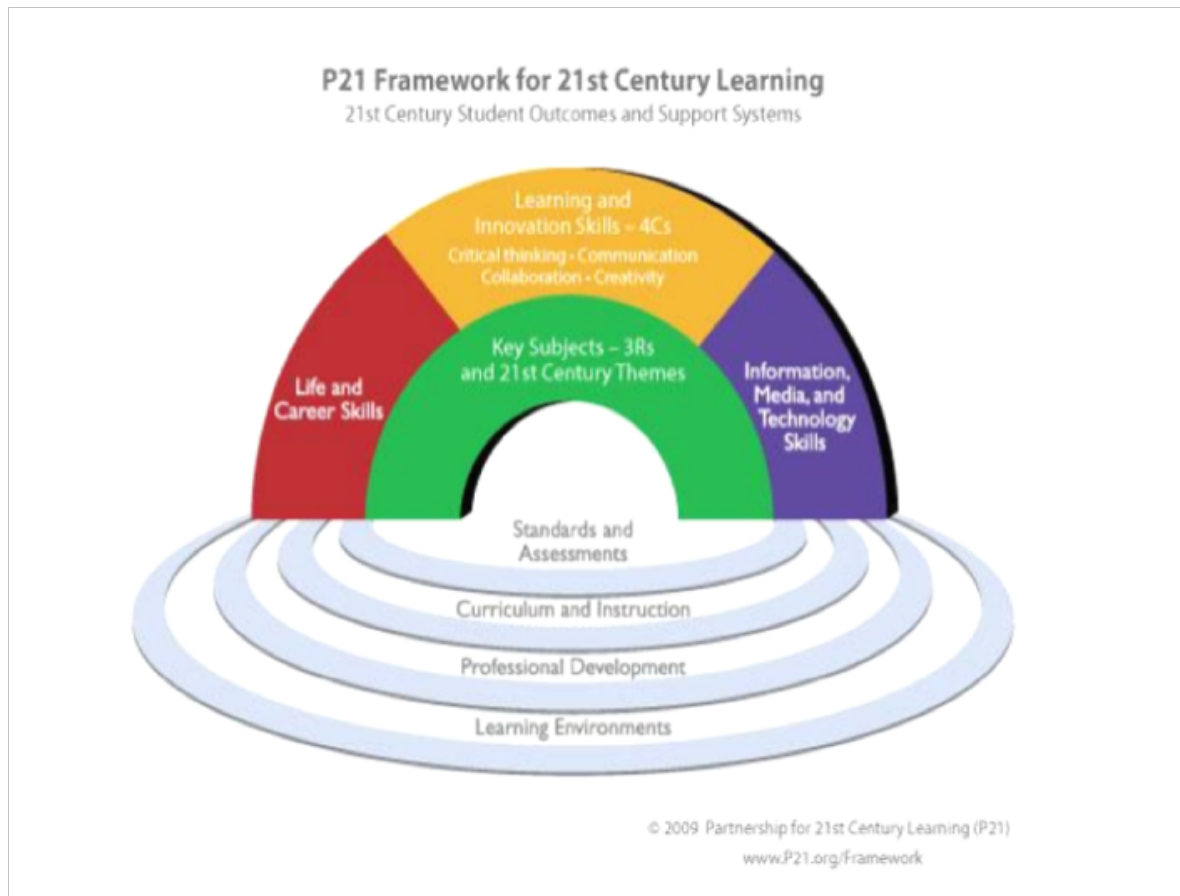 P21 Framework for 21st Century Learning
21st Century Student Outcomes and Support Systems
Learning and
Innovation Skills – 4Cs
Critical thinking • Communication
Collaboration • Creativity
Key Subjects – 3Rs
and 21st Century Themes
Life and
Career Skills
Information,
Media, and
Technology
Skills
Standards and
Assessments
Curriculum and Instruction
Professional Development
Learning Environments
© 2009 Partnership for 21st Century Learning (P21)
www.P21.org/Framework